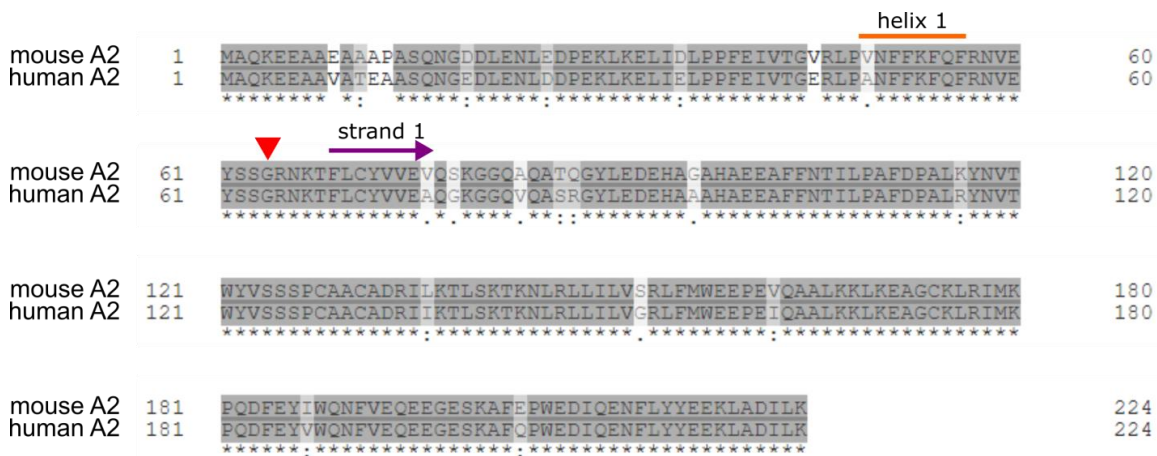 helix 1
mouse A2 1 MAQKEEAAEAAAPASQNGDDLENLEDPEKLKELIDLPPFEIVTGVRLPVNFFKFQFRNVE 60
human A2 1 MAQKEEAAVATEAASQNGEDLENLDDPEKLKELIELPPFEIVTGERLPANFFKFQFRNVE 60
******** *:  *****:*****:*********:********* ***.***********
strand 1
mouse A2 61 YSSGRNKTFLCYVVEVQSKGGQAQATQGYLEDEHAGAHAEEAFFNTILPAFDPALKYNVT 120
human A2 61 YSSGRNKTFLCYVVEAQGKGGQVQASRGYLEDEHAAAHAEEAFFNTILPAFDPALRYNVT 120
***************.*.****.**::********.*******************:****
mouse A2 121 WYVSSSPCAACADRILKTLSKTKNLRLLILVSRLFMWEEPEVQAALKKLKEAGCKLRIMK 180
human A2 121 WYVSSSPCAACADRIIKTLSKTKNLRLLILVGRLFMWEEPEIQAALKKLKEAGCKLRIMK 180
***************:***************.*********:******************
mouse A2 181 PQDFEYIWQNFVEQEEGESKAFEPWEDIQENFLYYEEKLADILK 224
human A2 181 PQDFEYVWQNFVEQEEGESKAFQPWEDIQENFLYYEEKLADILK 224
******:***************:*********************